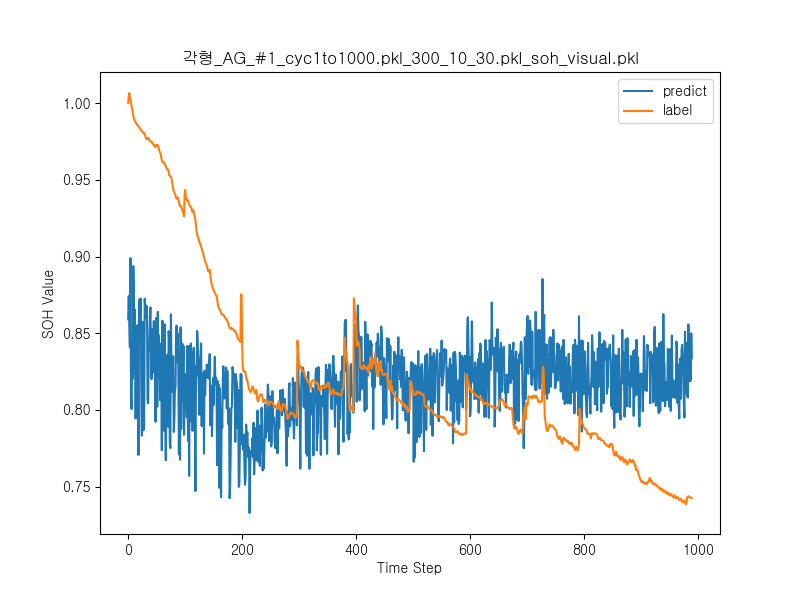 각형_AG_#1_cyc1to1000.pkl_300_10_30.pkl_soh_visual.pkl
predict
label
1.00
0.95
0.90
0.85
0.80
0.75
SOH Value
0 200 400 600 800 1000
Time Step